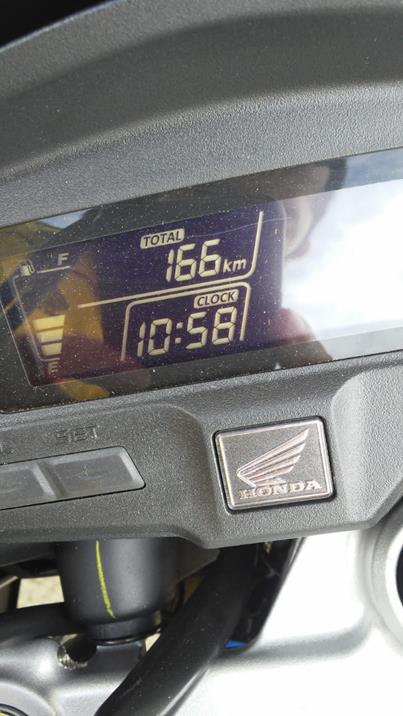 TOTAL
F
166 km
CLOCK
10:58
E
SET
HONDA